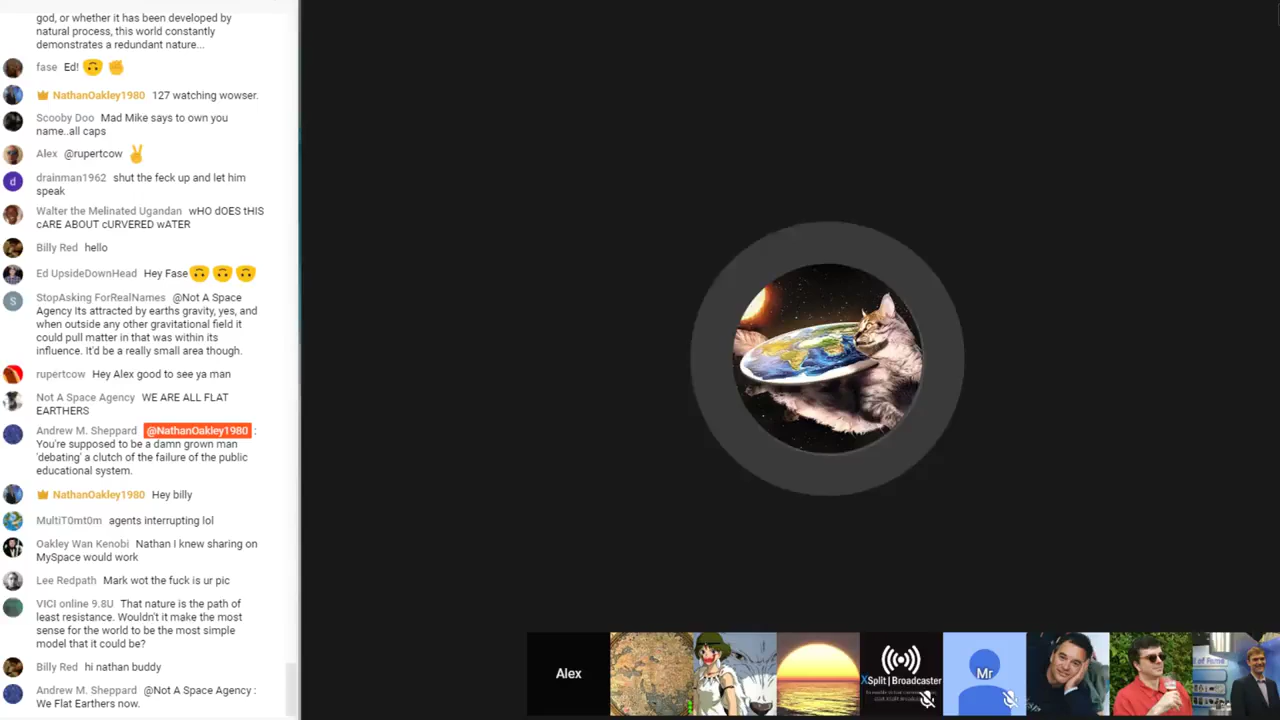 god, or whether it has been developed by
natural process, this world constantly
demonstrates a redundant nature...
fase Ed!
NathanOakley1980 127 watching wowser.
Scooby Doo Mad Mike says to own you
name..all caps
Alex @rupertcow
drainman1962 shut the feck up and let him
speak
Walter the Melinated Ugandan wHO dOES tHIS
cARE ABOUT cURVERED wATER
Billy Red hello
Ed UpsideDownHead Hey Fase
StopAsking ForRealNames @Not A Space
Agency Its attracted by earths gravity, yes, and
when outside any other gravitational field it
could pull matter in that was within its
influence. It'd be a really small area though.
rupertcow Hey Alex good to see ya man
Not A Space Agency WE ARE ALL FLAT
EARTHERS
Andrew M. Sheppard @NathanOakley1980 :
You're supposed to be a damn grown man
'debating' a clutch of the failure of the public
educational system.
NathanOakley1980 Hey billy
MultiT0mt0m agents interrupting lol
Oakley Wan Kenobi Nathan I knew sharing on
MySpace would work
Lee Redpath Mark wot the fuck is ur pic
VICI online 9.8U That nature is the path of
least resistance. Wouldn't it make the most
sense for the world to be the most simple
model that it could be?
Billy Red hi nathan buddy
Andrew M. Sheppard @Not A Space Agency :
We Flat Earthers now.
d
S
Alex
XSplit | Broadcaster
Mr